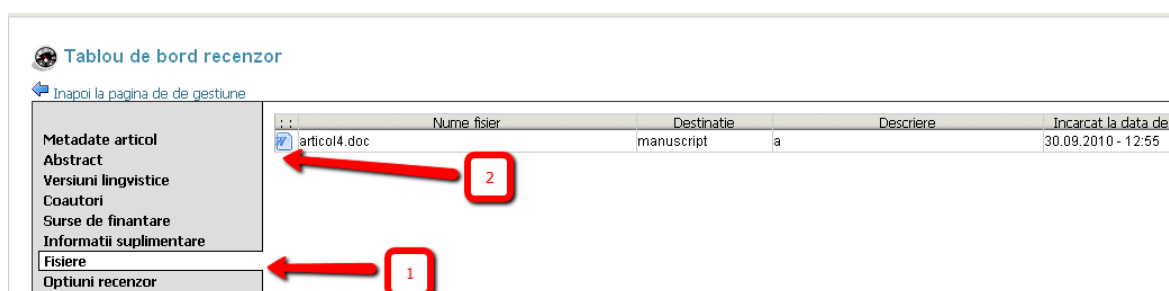 Tablou de bord recenzor
Inapoi la pagina de de gestiune
: : Nume fisier Destinatie Descriere Incarcat la data de
articol4.doc manuscript a 30.09.2010 - 12:55
Metadate articol
Abstract
Versiuni lingvistice
Coautori
Surse de finantare
Informatii suplimentare
Fisiere
Optiuni recenzor
2
1